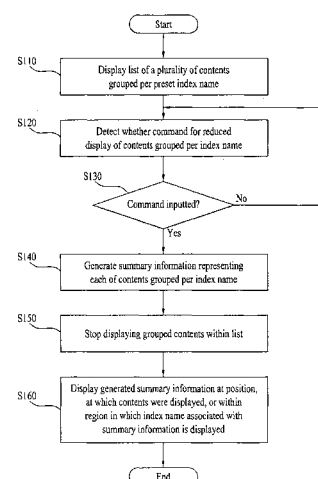 Start
S110
Display list of a plurality of contents
grouped per preset index name
S120
Detect whether command for reduced
display of contents grouped per index name
S130
Command inputted?
No
Yes
S140
Generate summary information representing
each of contents grouped per index name
S150
Stop displaying grouped contents within list
S160
Display generated summary information at position,
at which contents were displayed, or within
region in which index name associated with
summary information is displayed
End